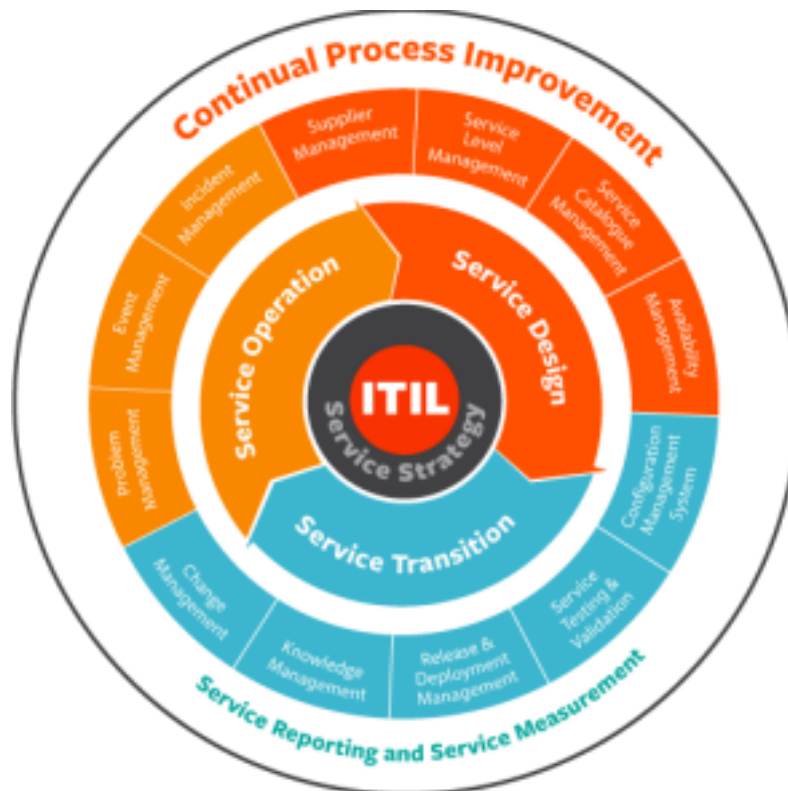 Continual Process Improvement
Supplier
Management
Service
Level
Management
Service
Catalogue
Management
Availability
Management
Configuration
Management
System
Service
Testing &
Validation
Release &
Deployment
Management
Knowledge
Management
Change
Management
Problem
Management
Event
Management
Incident
Management
Service Operation
Service Design
Service Transition
ITIL
Service Strategy
Service Reporting and Service Measurement